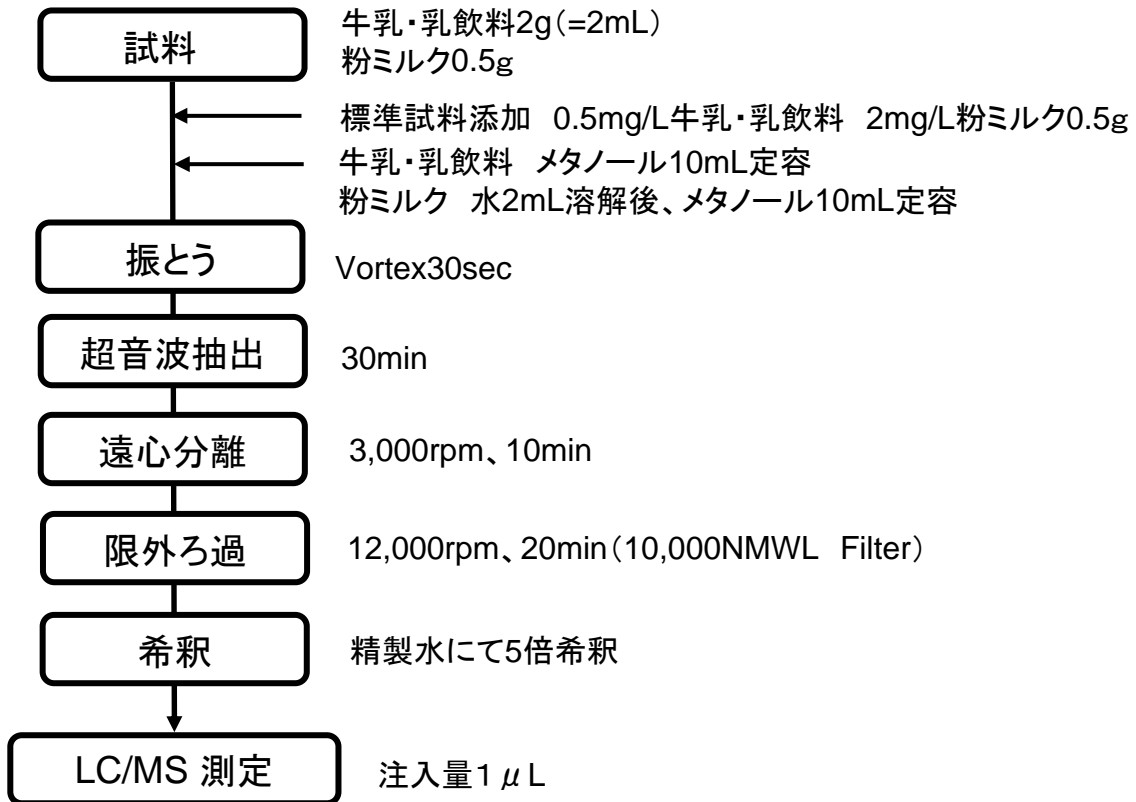 試料
牛乳・乳飲料2g(=2mL)
粉ミルク0.5g
標準試料添加　0.5mg/L牛乳・乳飲料　2mg/L粉ミルク0.5g
牛乳・乳飲料　メタノール10mL定容
粉ミルク　水2mL溶解後、メタノール10mL定容
振とう
Vortex30sec
超音波抽出
30min
遠心分離
3,000rpm、10min
限外ろ過
12,000rpm、20min（10,000NMWL　Filter）
希釈
精製水にて5倍希釈
LC/MS 測定
注入量1μL